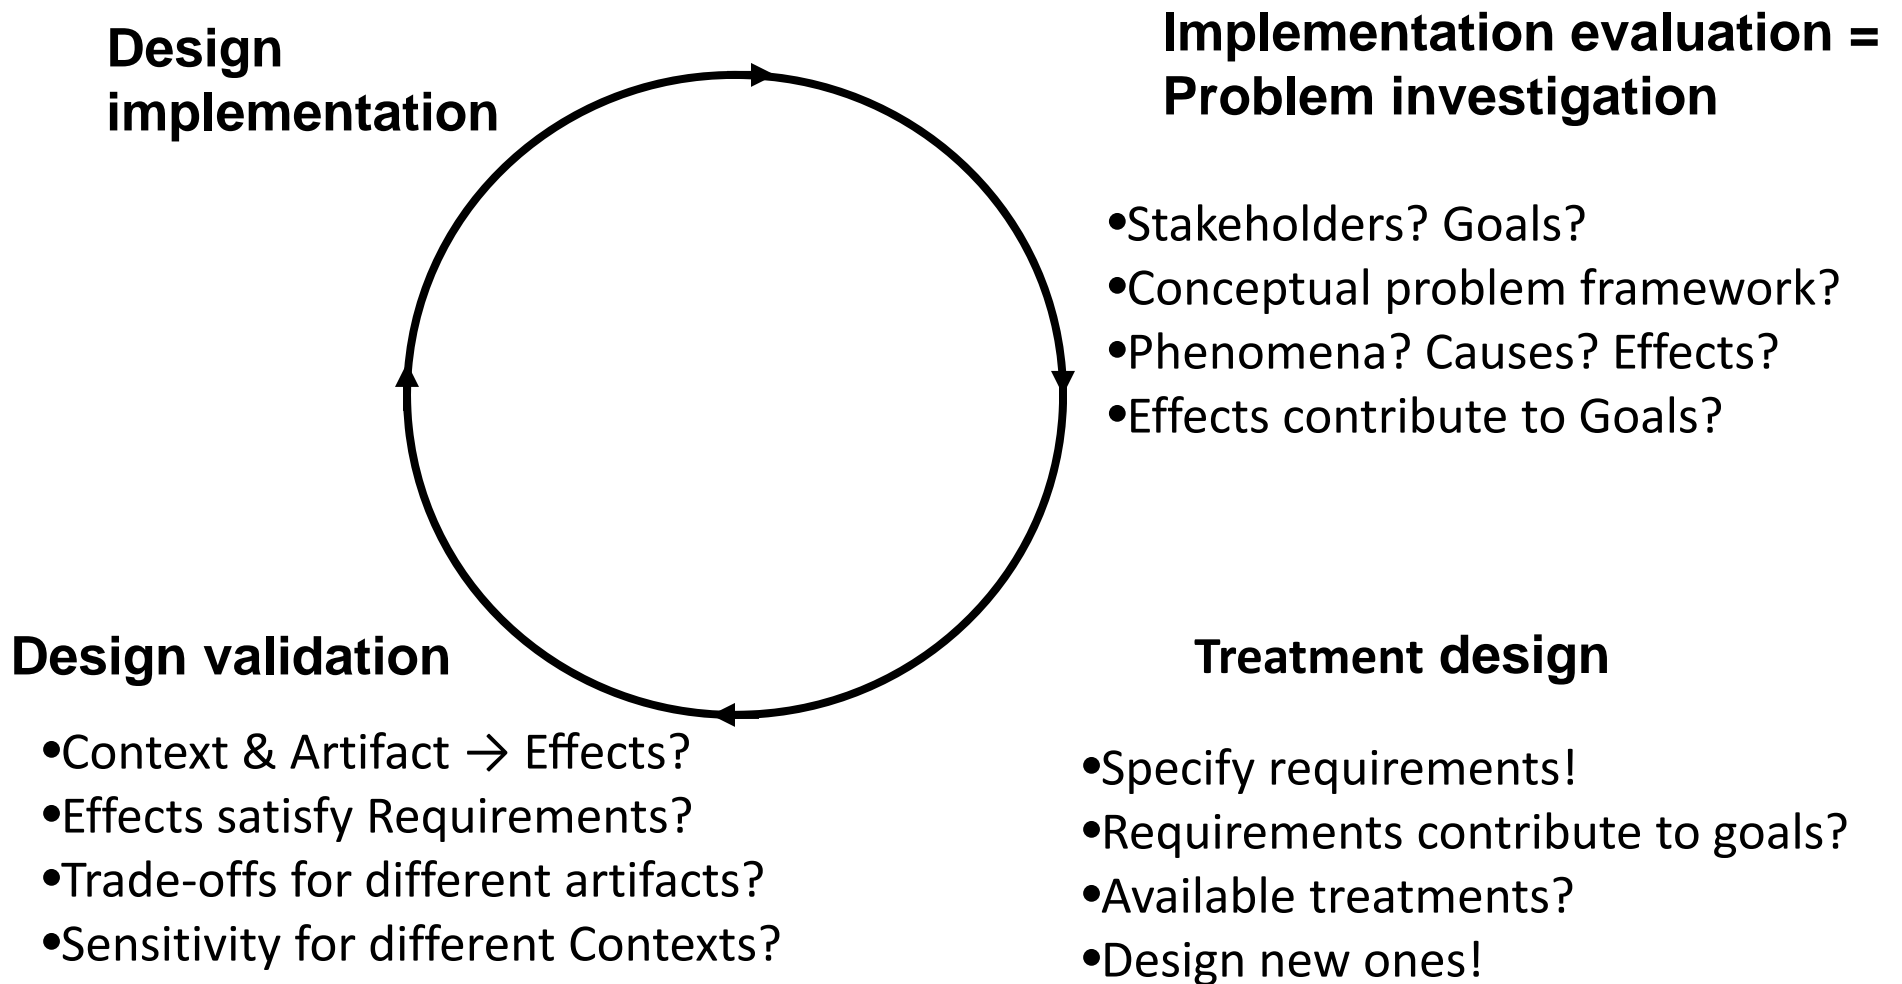 Design
implementation
Implementation evaluation =
Problem investigation
•Stakeholders? Goals?
•Conceptual problem framework?
•Phenomena? Causes? Effects?
•Effects contribute to Goals?
Design validation
•Context & Artifact → Effects?
•Effects satisfy Requirements?
•Trade-offs for different artifacts?
•Sensitivity for different Contexts?
Treatment design
•Specify requirements!
•Requirements contribute to goals?
•Available treatments?
•Design new ones!